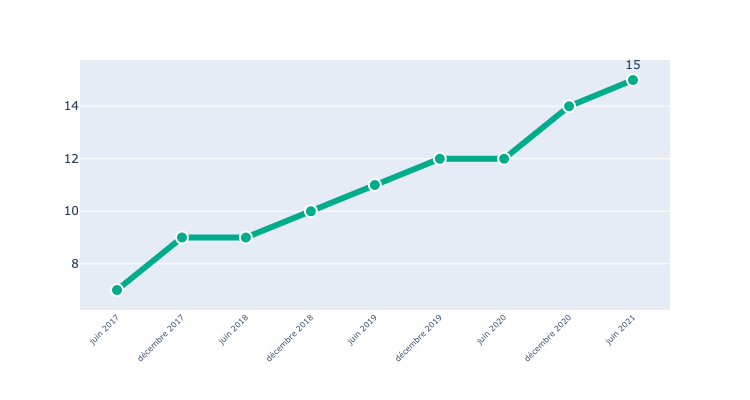 15
14
12
10
8
juin 2017
décembre 2017
juin 2018
décembre 2018
juin 2019
décembre 2019
juin 2020
décembre 2020
juin 2021